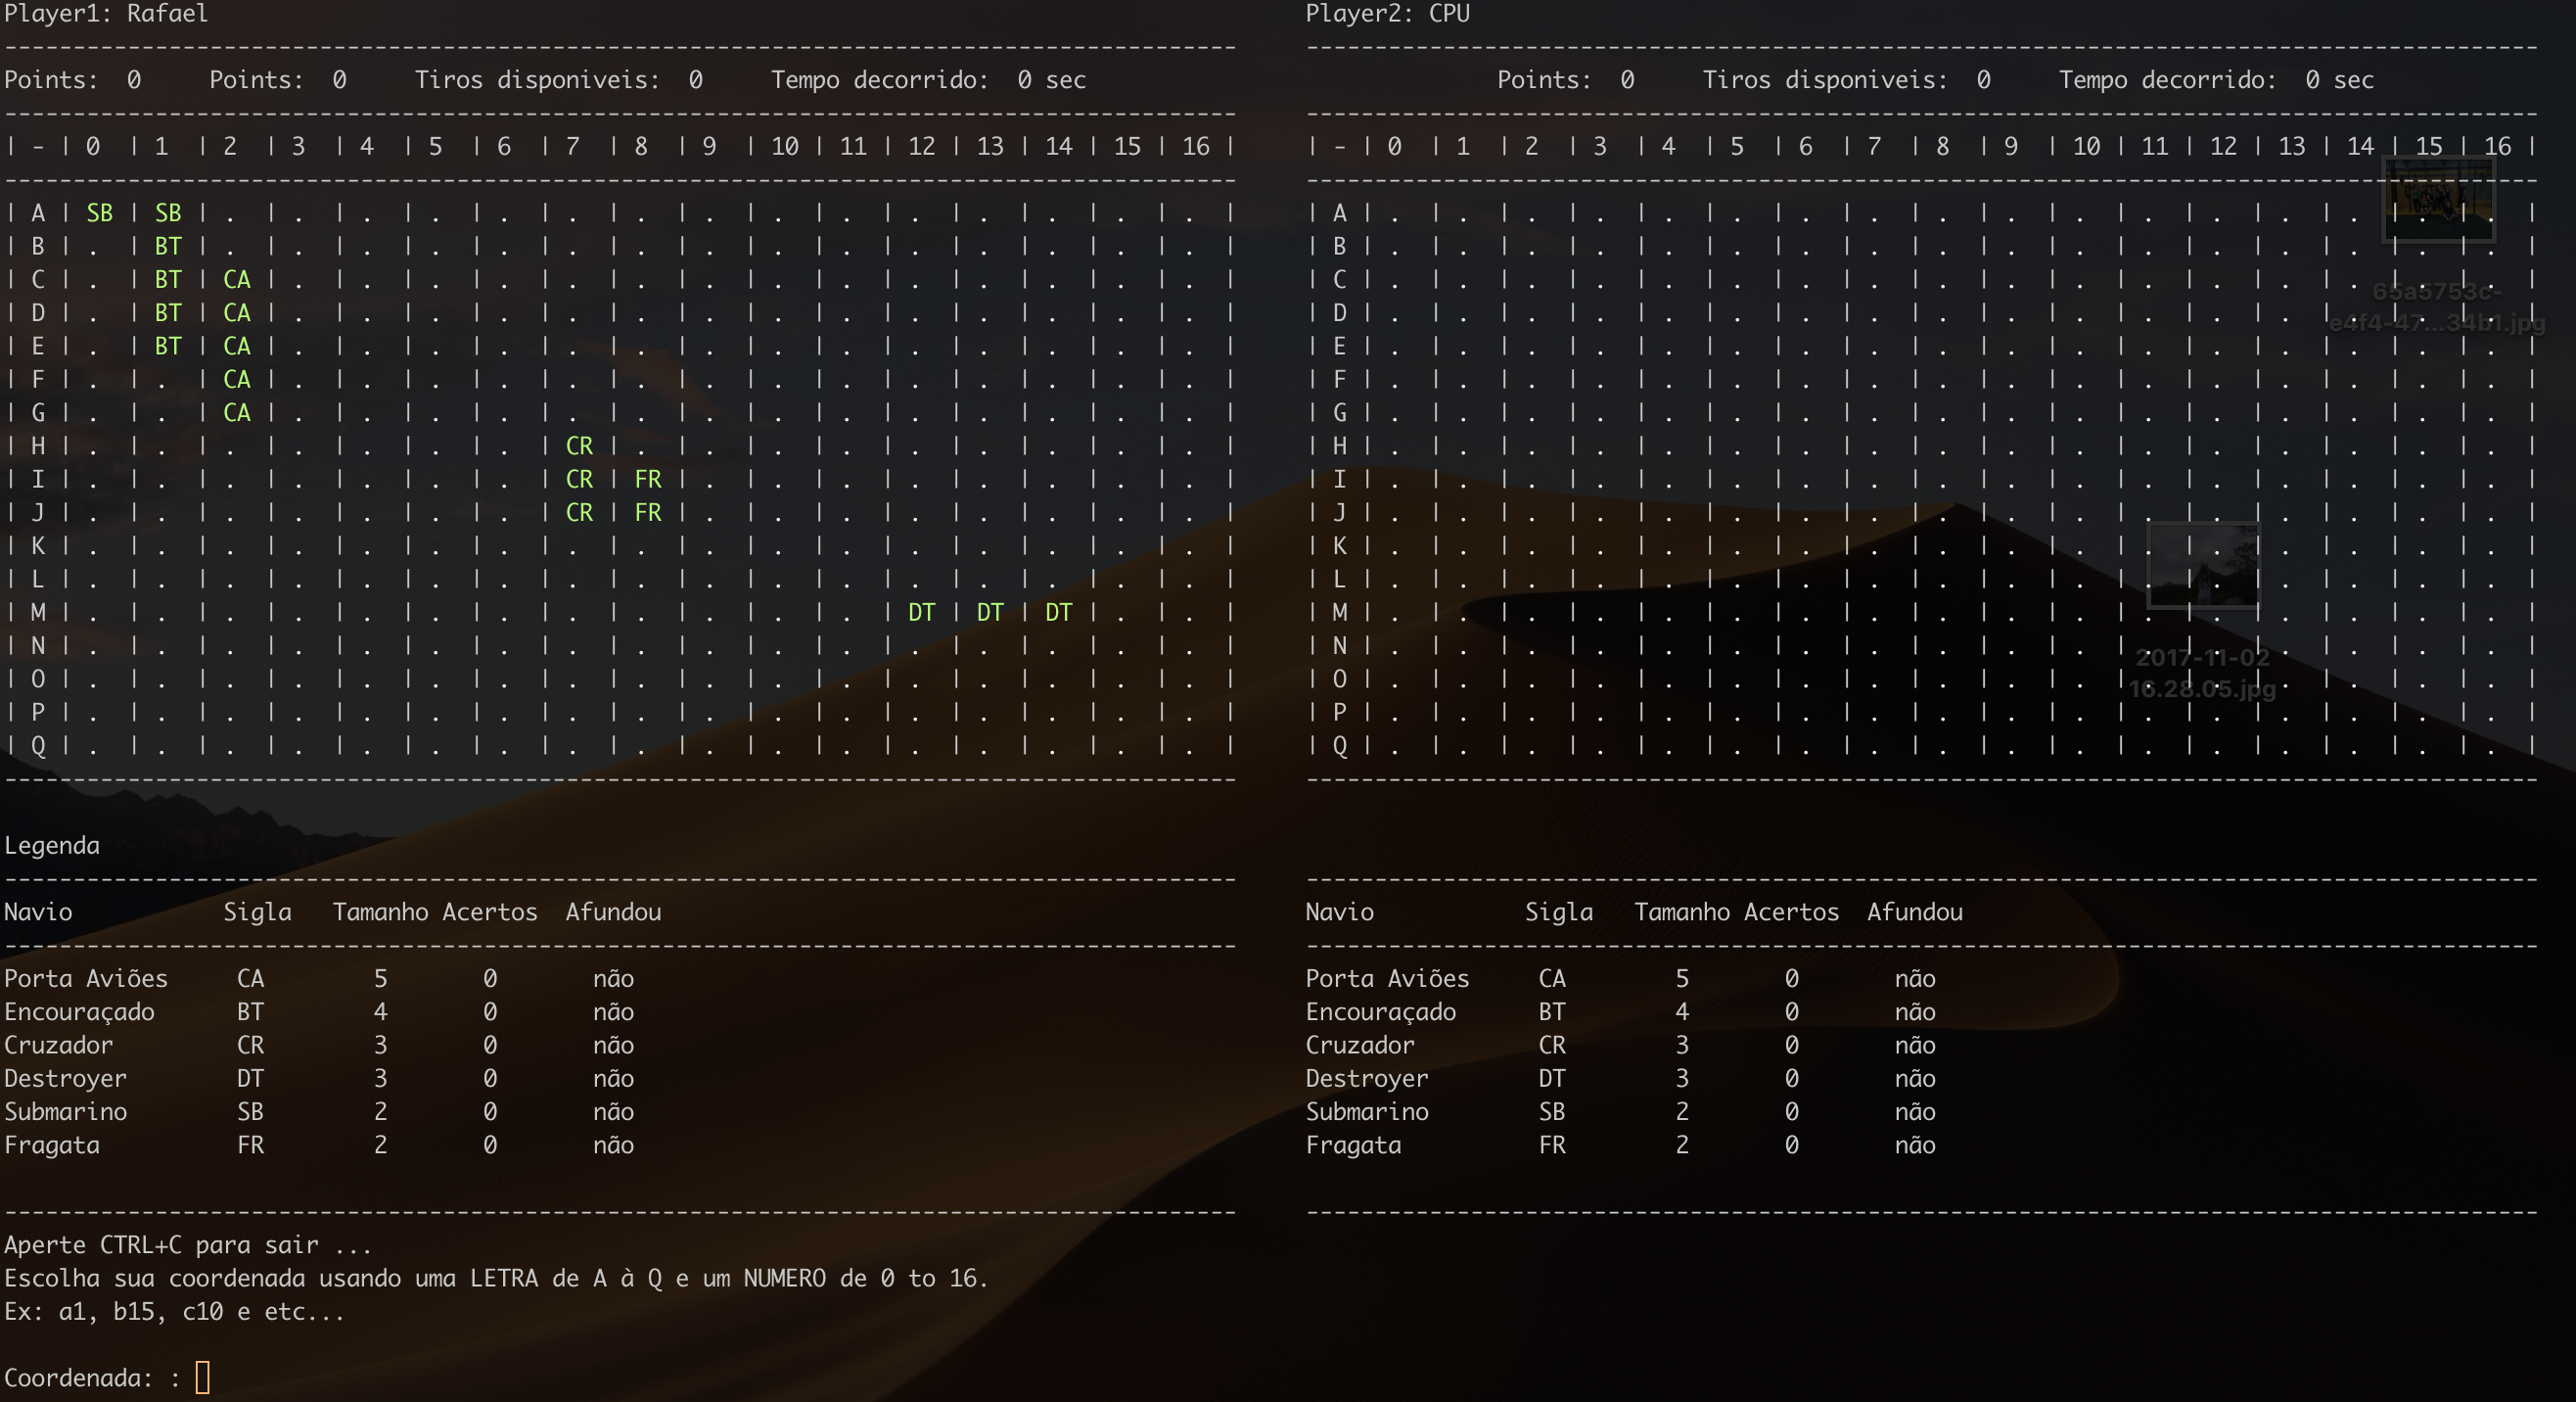 Player1: Rafael
Player2: CPU
Points: 0 Points: 0 Tiros disponiveis: 0 Tempo decorrido: 0 sec
Points: 0 Tiros disponiveis: 0 Tempo decorrido: 0 sec
| - | 0 | 1 | 2 | 3 | 4 | 5 | 6 | 7 | 8 | 9 | 10 | 11 | 12 | 13 | 14 | 15 | 16 |
| A | SB | SB | . | . | . | . | . | . | . | . | . | . | . | . | . | . | . |
| B | . | BT | . | . | . | . | . | . | . | . | . | . | . | . | . | . | . |
| C | . | BT | CA | . | . | . | . | . | . | . | . | . | . | . | . | . | . |
| D | . | BT | CA | . | . | . | . | . | . | . | . | . | . | . | . | . | . |
| E | . | BT | CA | . | . | . | . | . | . | . | . | . | . | . | . | . | . |
| F | . | . | CA | . | . | . | . | . | . | . | . | . | . | . | . | . | . |
| G | . | . | CA | . | . | . | . | . | . | . | . | . | . | . | . | . | . |
| H | . | . | . | . | . | . | . | CR | . | . | . | . | . | . | . | . | . |
| I | . | . | . | . | . | . | . | CR | FR | . | . | . | . | . | . | . | . |
| J | . | . | . | . | . | . | . | CR | FR | . | . | . | . | . | . | . | . |
| K | . | . | . | . | . | . | . | . | . | . | . | . | . | . | . | . | . |
| L | . | . | . | . | . | . | . | . | . | . | . | . | . | . | . | . | . |
| M | . | . | . | . | . | . | . | . | . | . | . | . | DT | DT | DT | . | . |
| N | . | . | . | . | . | . | . | . | . | . | . | . | . | . | . | . | . |
| O | . | . | . | . | . | . | . | . | . | . | . | . | . | . | . | . | . |
| P | . | . | . | . | . | . | . | . | . | . | . | . | . | . | . | . | . |
| Q | . | . | . | . | . | . | . | . | . | . | . | . | . | . | . | . | . |
| - | 0 | 1 | 2 | 3 | 4 | 5 | 6 | 7 | 8 | 9 | 10 | 11 | 12 | 13 | 14 | 15 | 16 |
| A | . | . | . | . | . | . | . | . | . | . | . | . | . | . | . | . | . |
| B | . | . | . | . | . | . | . | . | . | . | . | . | . | . | . | . | . |
| C | . | . | . | . | . | . | . | . | . | . | . | . | . | . | . | . | . |
| D | . | . | . | . | . | . | . | . | . | . | . | . | . | . | . | . | . |
| E | . | . | . | . | . | . | . | . | . | . | . | . | . | . | . | . | . |
| F | . | . | . | . | . | . | . | . | . | . | . | . | . | . | . | . | . |
| G | . | . | . | . | . | . | . | . | . | . | . | . | . | . | . | . | . |
| H | . | . | . | . | . | . | . | . | . | . | . | . | . | . | . | . | . |
| I | . | . | . | . | . | . | . | . | . | . | . | . | . | . | . | . | . |
| J | . | . | . | . | . | . | . | . | . | . | . | . | . | . | . | . | . |
| K | . | . | . | . | . | . | . | . | . | . | . | . | . | . | . | . | . |
| L | . | . | . | . | . | . | . | . | . | . | . | . | . | . | . | . | . |
| M | . | . | . | . | . | . | . | . | . | . | . | . | . | . | . | . | . |
| N | . | . | . | . | . | . | . | . | . | . | . | . | . | . | . | . | . |
| O | . | . | . | . | . | . | . | . | . | . | . | . | . | . | . | . | . |
| P | . | . | . | . | . | . | . | . | . | . | . | . | . | . | . | . | . |
| Q | . | . | . | . | . | . | . | . | . | . | . | . | . | . | . | . | . |
65a5753c-
e4f4-47...34b1.jpg
2017-11-02
16.28.05.jpg
Legenda
Navio Sigla Tamanho Acertos Afundou
Porta Aviões CA 5 0 não
Encouraçado BT 4 0 não
Cruzador CR 3 0 não
Destroyer DT 3 0 não
Submarino SB 2 0 não
Fragata FR 2 0 não
Navio Sigla Tamanho Acertos Afundou
Porta Aviões CA 5 0 não
Encouraçado BT 4 0 não
Cruzador CR 3 0 não
Destroyer DT 3 0 não
Submarino SB 2 0 não
Fragata FR 2 0 não
Aperte CTRL+C para sair ...
Escolha sua coordenada usando uma LETRA de A à Q e um NUMERO de 0 to 16.
Ex: a1, b15, c10 e etc...
Coordenada: :